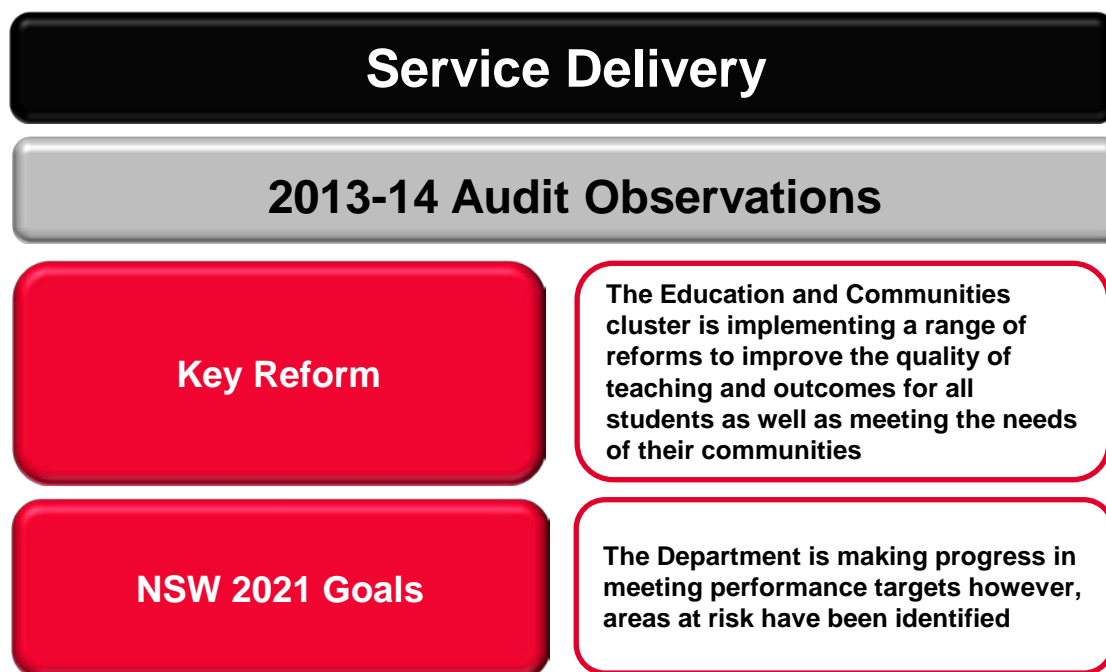 Service Delivery
2013-14 Audit Observations
Key Reform
The Education and Communities
cluster is implementing a range of
reforms to improve the quality of
teaching and outcomes for all
students as well as meeting the needs
of their communities
NSW 2021 Goals
The Department is making progress in
meeting performance targets however,
areas at risk have been identified